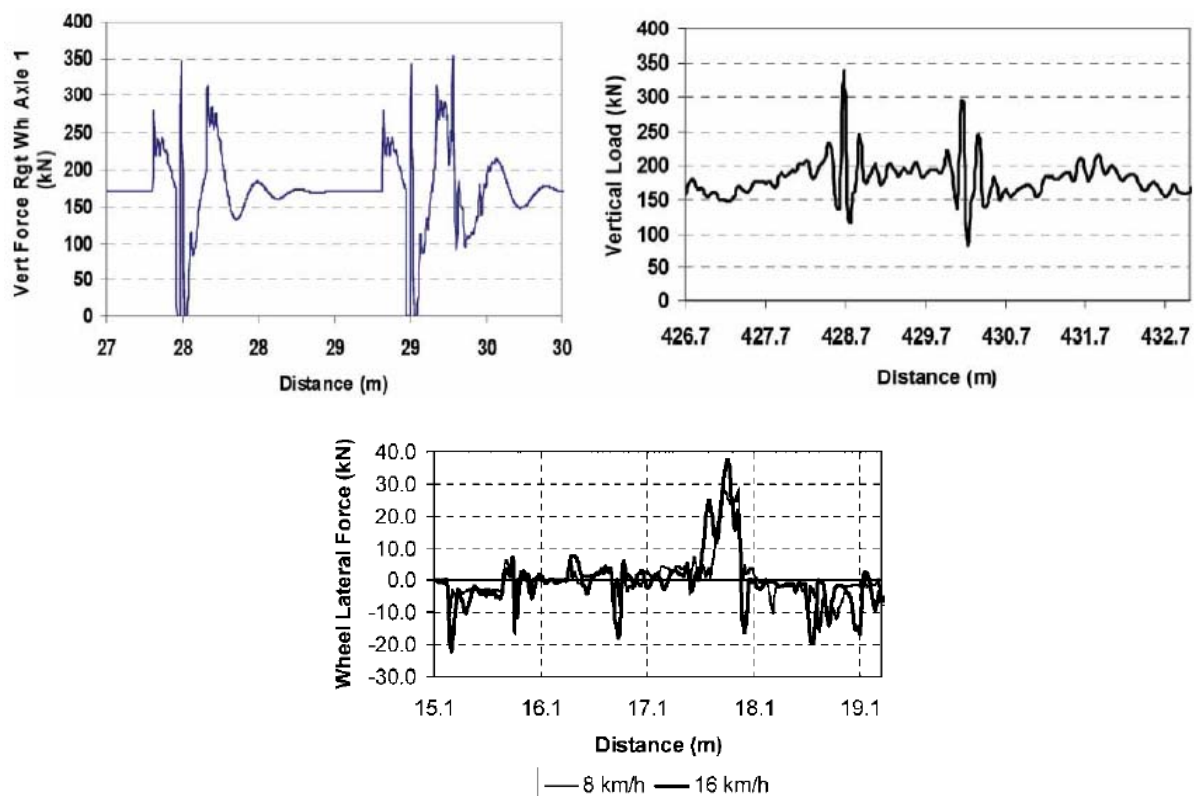 Vert Force Rgt Wh Axle 1
(kN)
400
350
300
250
200
150
100
50
0
27 28 28 29 29 30 30
Distance (m)
Vertical Load (kN)
400
350
300
250
200
150
100
50
0
426.7 427.7 428.7 429.7 430.7 431.7 432.7
Distance (m)
Wheel Lateral Force (kN)
40.0
30.0
20.0
10.0
0.0
-10.0
-20.0
-30.0
15.1 16.1 17.1 18.1 19.1
Distance (m)
8 km/h 16 km/h